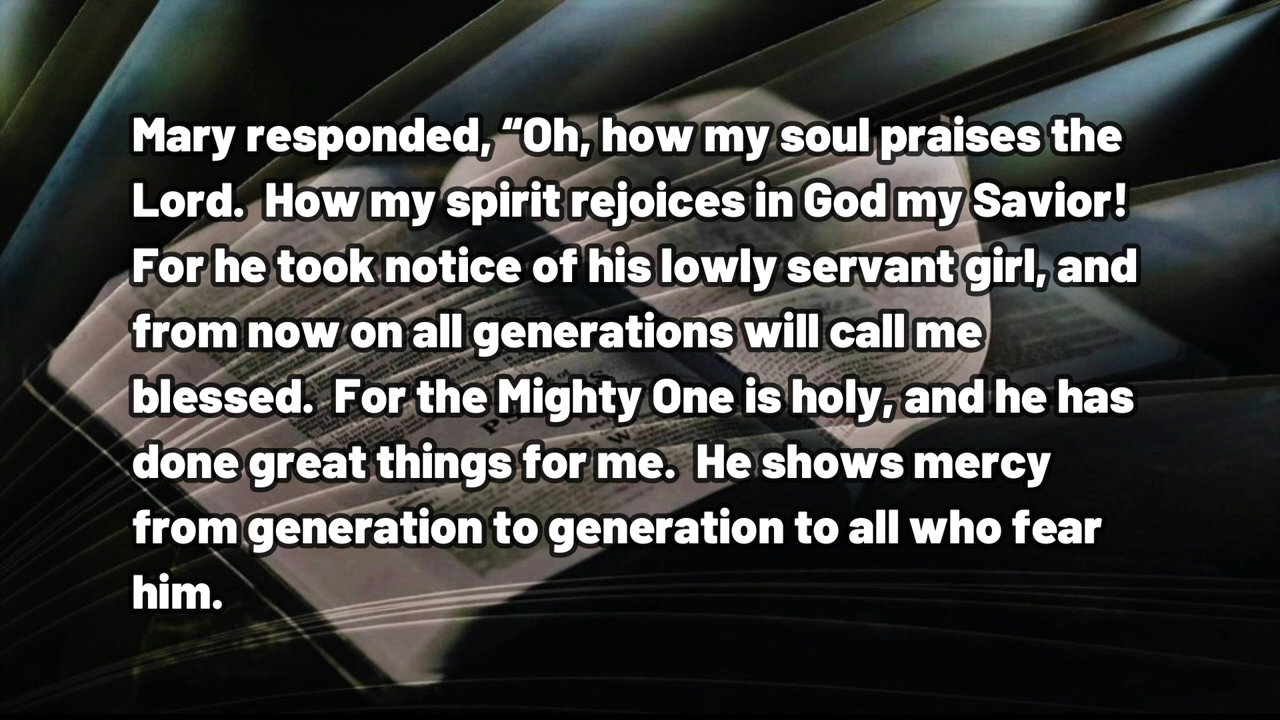 Mary responded, “Oh, how my soul praises the
Lord.  How my spirit rejoices in God my Savior!
For he took notice of his lowly servant girl, and
from now on all generations will call me
blessed.  For the Mighty One is holy, and he has
done great things for me.  He shows mercy
from generation to generation to all who fear
him.